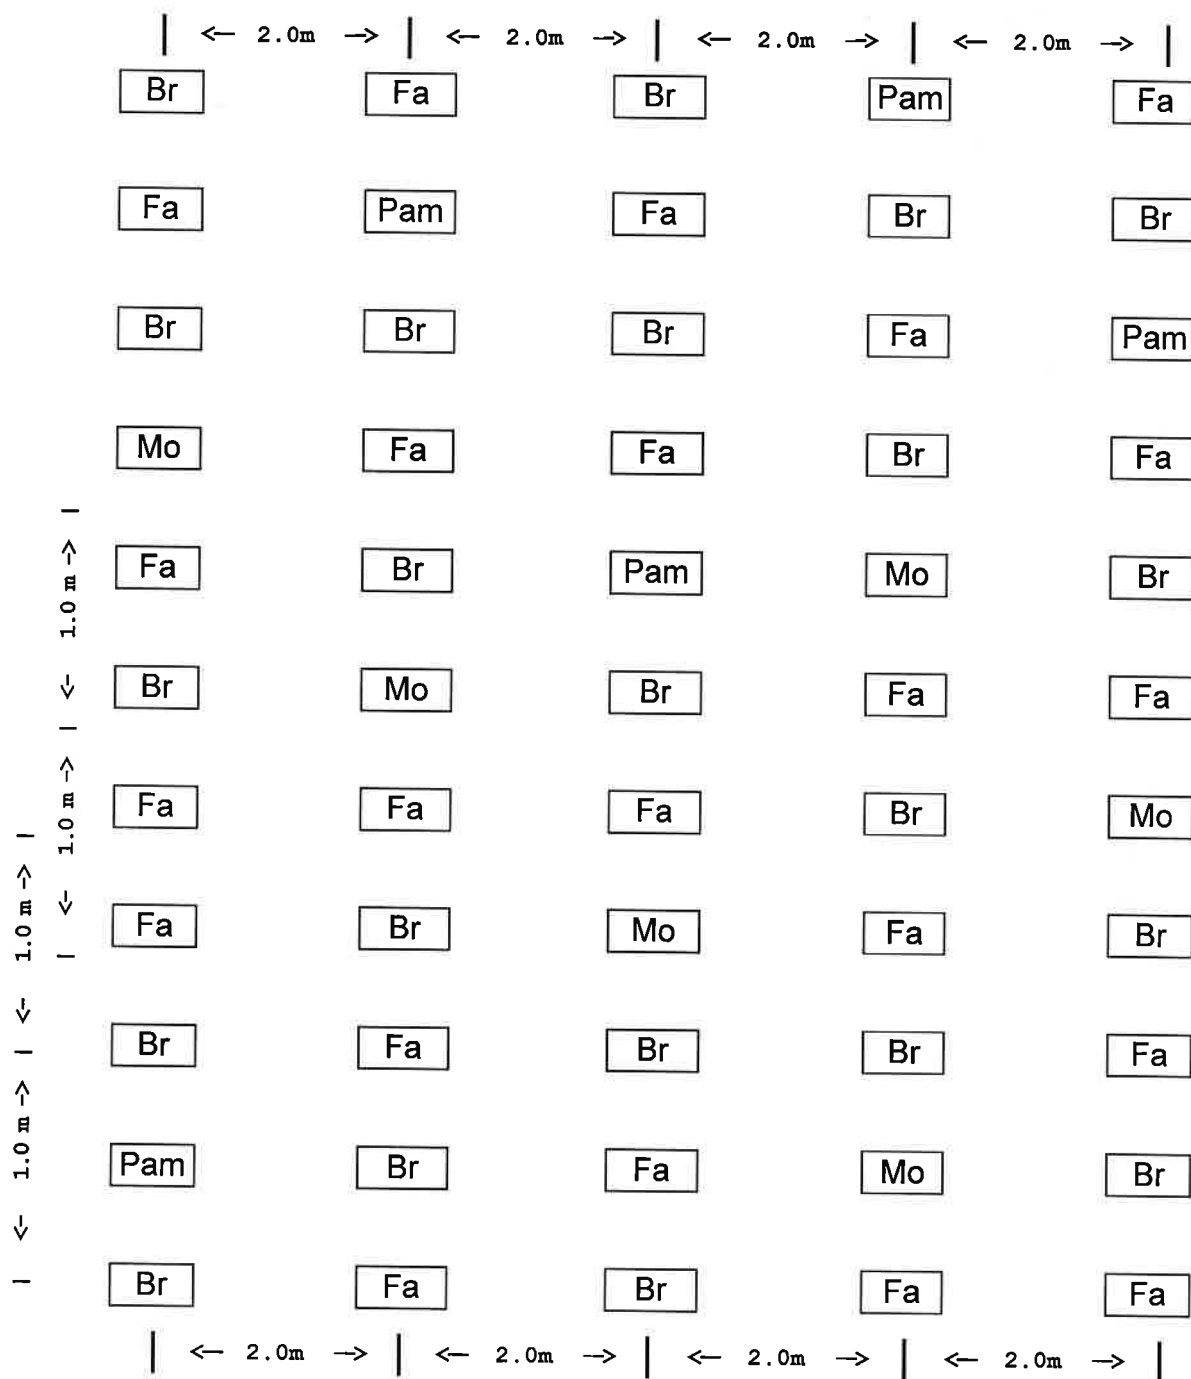 2.0m 2.0m 2.0m 2.0m
Br Fa Br Pam Fa
Fa Pam Fa Br Br
Br Br Br Fa Pam
Mo Fa Fa Br Fa
Fa Br Pam Mo Br
1.0 m
Br Mo Br Fa Fa
1.0 m
Fa Fa Fa Br Mo
1.0 m
Fa Br Mo Fa Br
Br Fa Br Br Fa
1.0 m
Pam Br Fa Mo Br
Br Fa Br Fa Fa
2.0m 2.0m 2.0m 2.0m